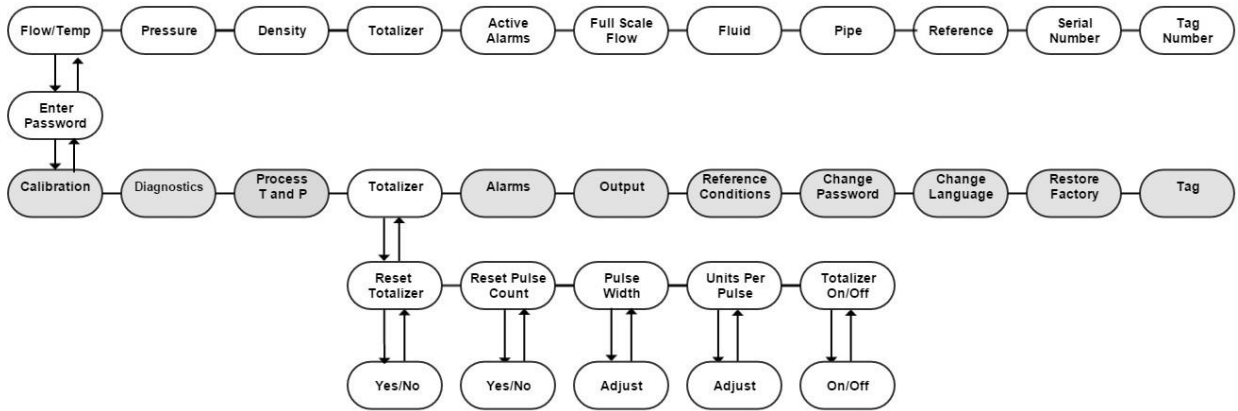 Flow/Temp
Pressure
Density
Totalizer
Active
Alarms
Full Scale
Flow
Fluid
Pipe
Reference
Serial
Number
Tag
Number
Enter
Password
Calibration
Diagnostics
Process
T and P
Totalizer
Alarms
Output
Reference
Conditions
Change
Password
Change
Language
Restore
Factory
Tag
Reset
Totalizer
Reset Pulse
Count
Pulse
Width
Units Per
Pulse
Totalizer
On/Off
Yes/No
Yes/No
Adjust
Adjust
On/Off